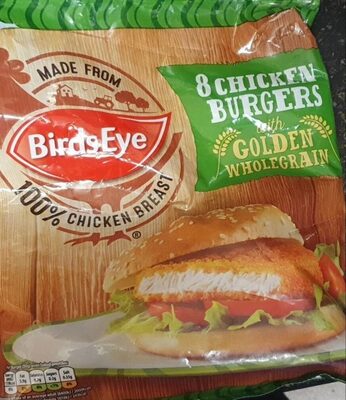 MADE FROM
BirdsEye
100% CHICKEN BREAST
®
8 CHICKEN
BURGERS
with
GOLDEN
WHOLEGRAIN